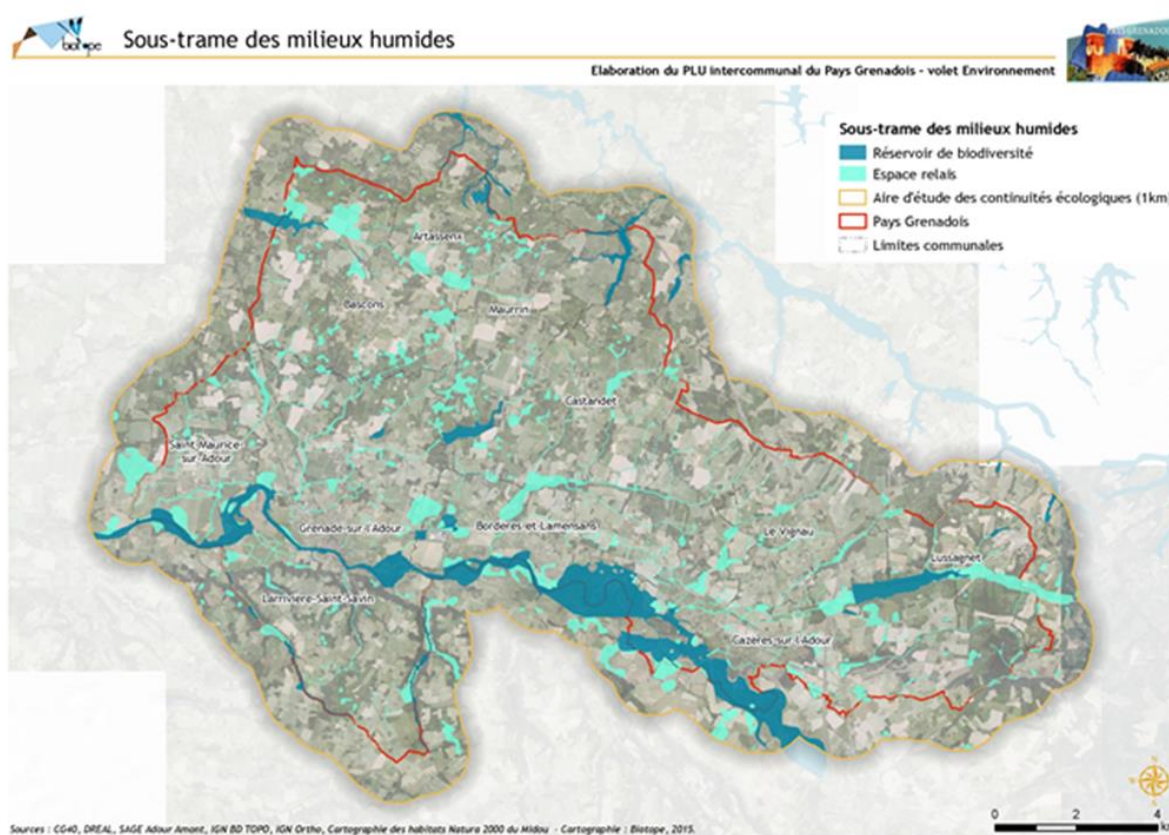 biotope
Sous-trame des milieux humides
PAYS GRENADOIS
Elaboration du PLU intercommunal du Pays Grenadois - volet Environnement
Sous-trame des milieux humides
Réservoir de biodiversité
Espace relais
Aire d'étude des continuités écologiques (1km)
Pays Grenadois
Limites communales
Artassenx
Bascons
Maurrin
Castandet
Saint-Maurice-
sur-Adour
Grenade-sur-l'Adour
Bordères-et-Lamensans
Le Vignau
Lussagnet
Larrivière-Saint-Savin
Cazères-sur-l'Adour
N
0
2
4
Sources : CG40, DREAL, SAGE Adour Amont, IGN BD TOPO, IGN Ortho, Cartographie des habitats Natura 2000 du Midou - Cartographie : Biotope, 2015.